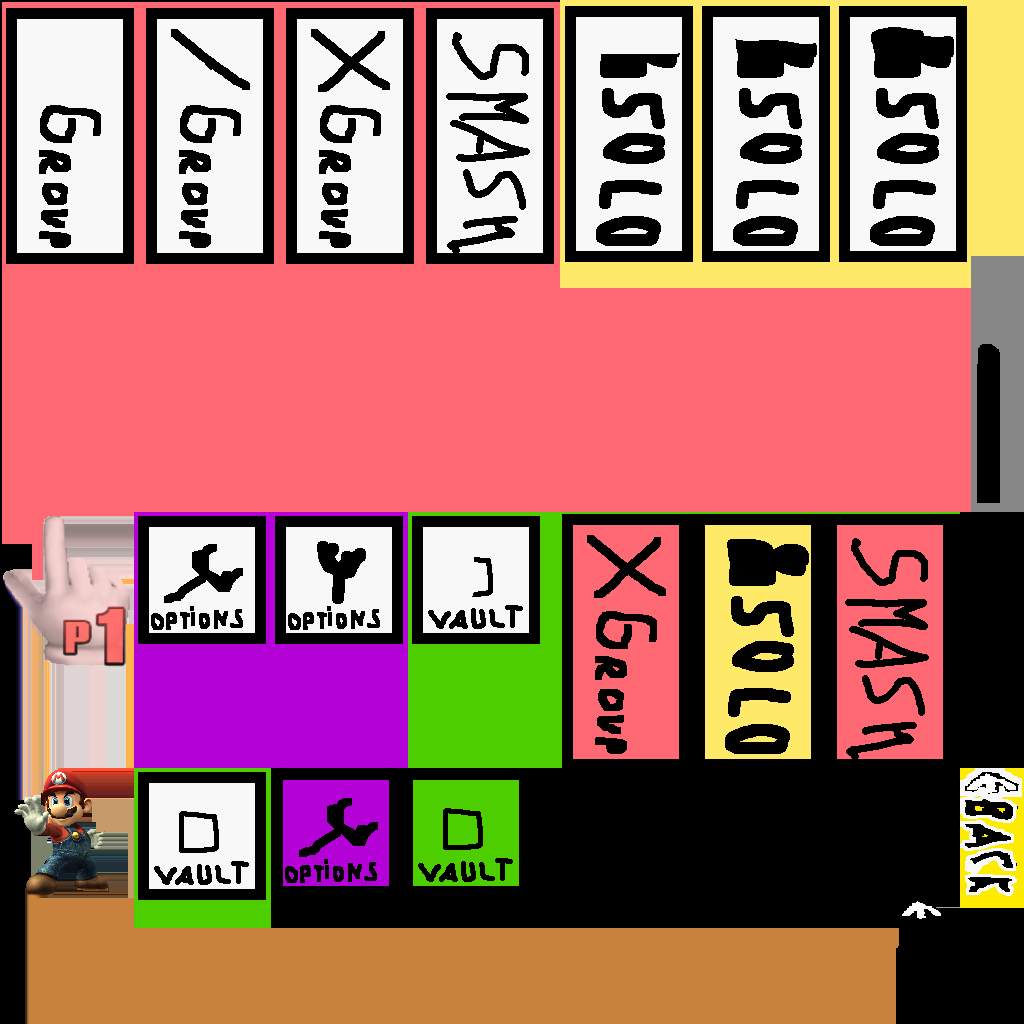 GROUP
/ GROUP
X GROUP
SMASH
SOLO
SOLO
SOLO
P1
OPTIONS
OPTIONS
VAULT
X GROUP
SOLO
SMASH
M
VAULT
OPTIONS
VAULT
BACK